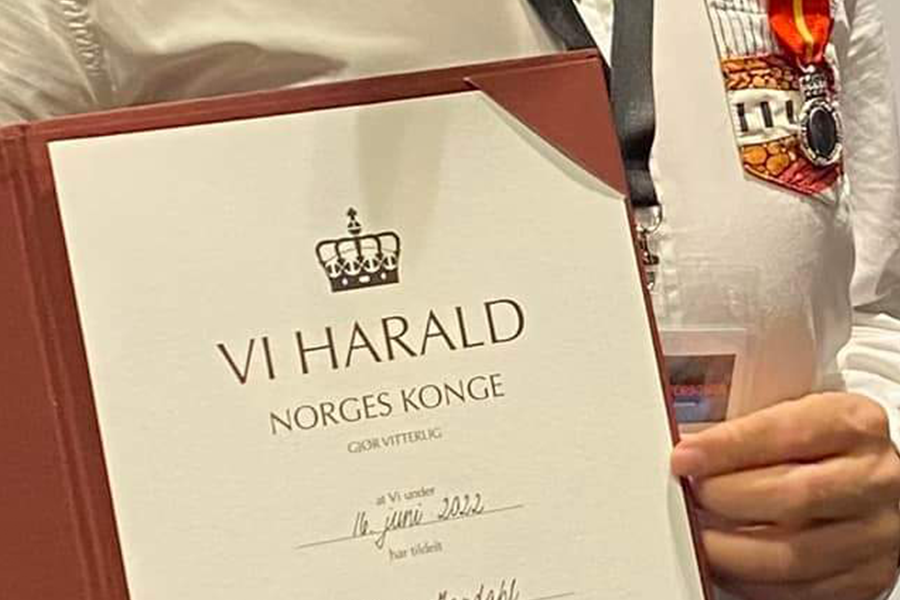 VI HARALD
NORGES KONGE
GJØR VITTERLIG
at Vi under
16. juni 2022
har tildelt